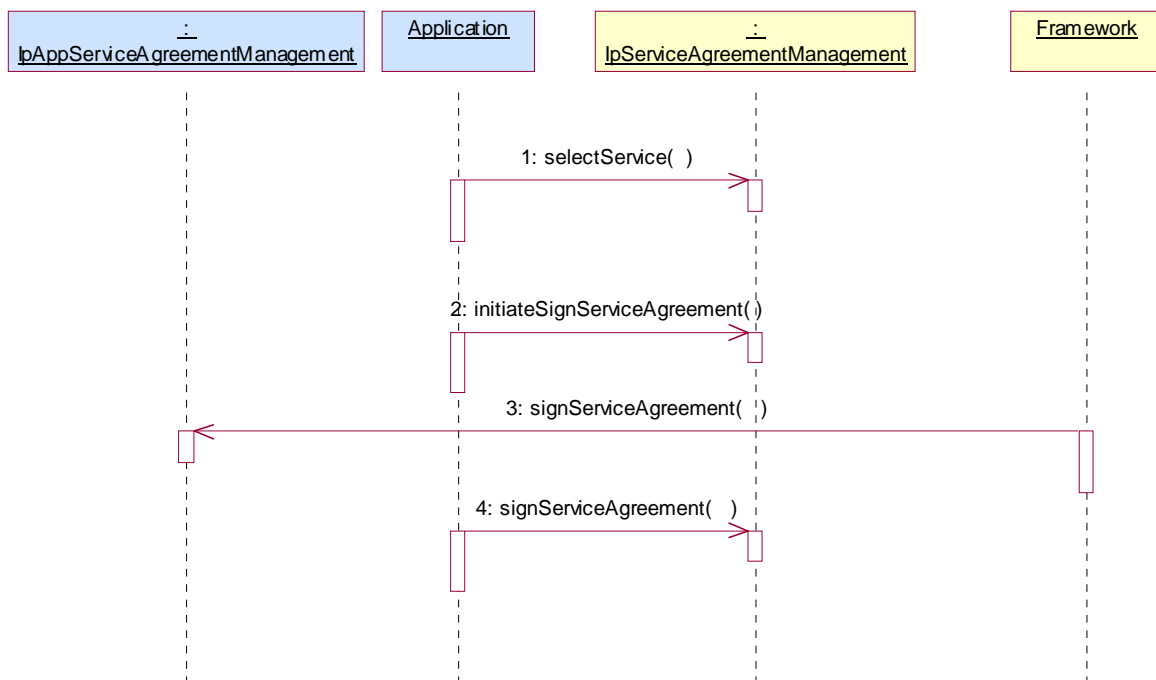 :
IpAppServiceAgreementManagement
Application
:
IpServiceAgreementManagement
Framework
1: selectService( )
2: initiateSignServiceAgreement( )
3: signServiceAgreement( )
4: signServiceAgreement( )